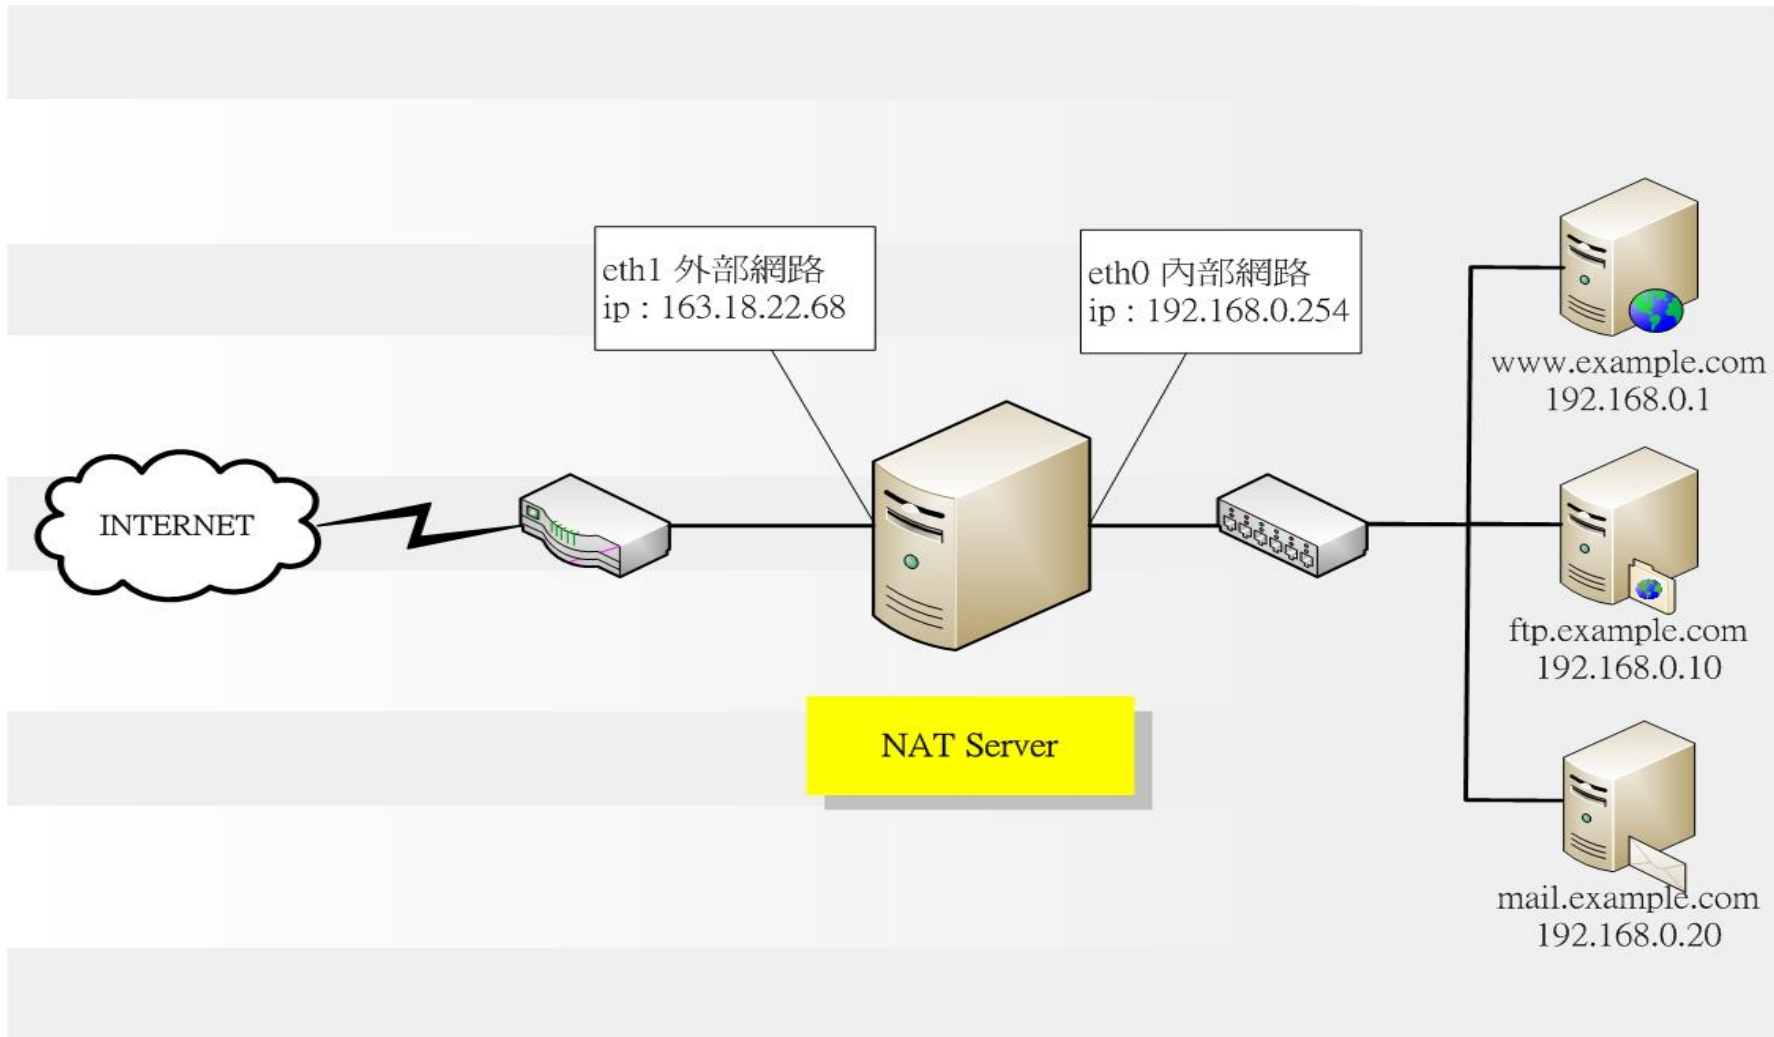 eth1 外部網路
ip : 163.18.22.68
eth0 內部網路
ip : 192.168.0.254
www.example.com
192.168.0.1
INTERNET
ftp.example.com
192.168.0.10
NAT Server
mail.example.com
192.168.0.20